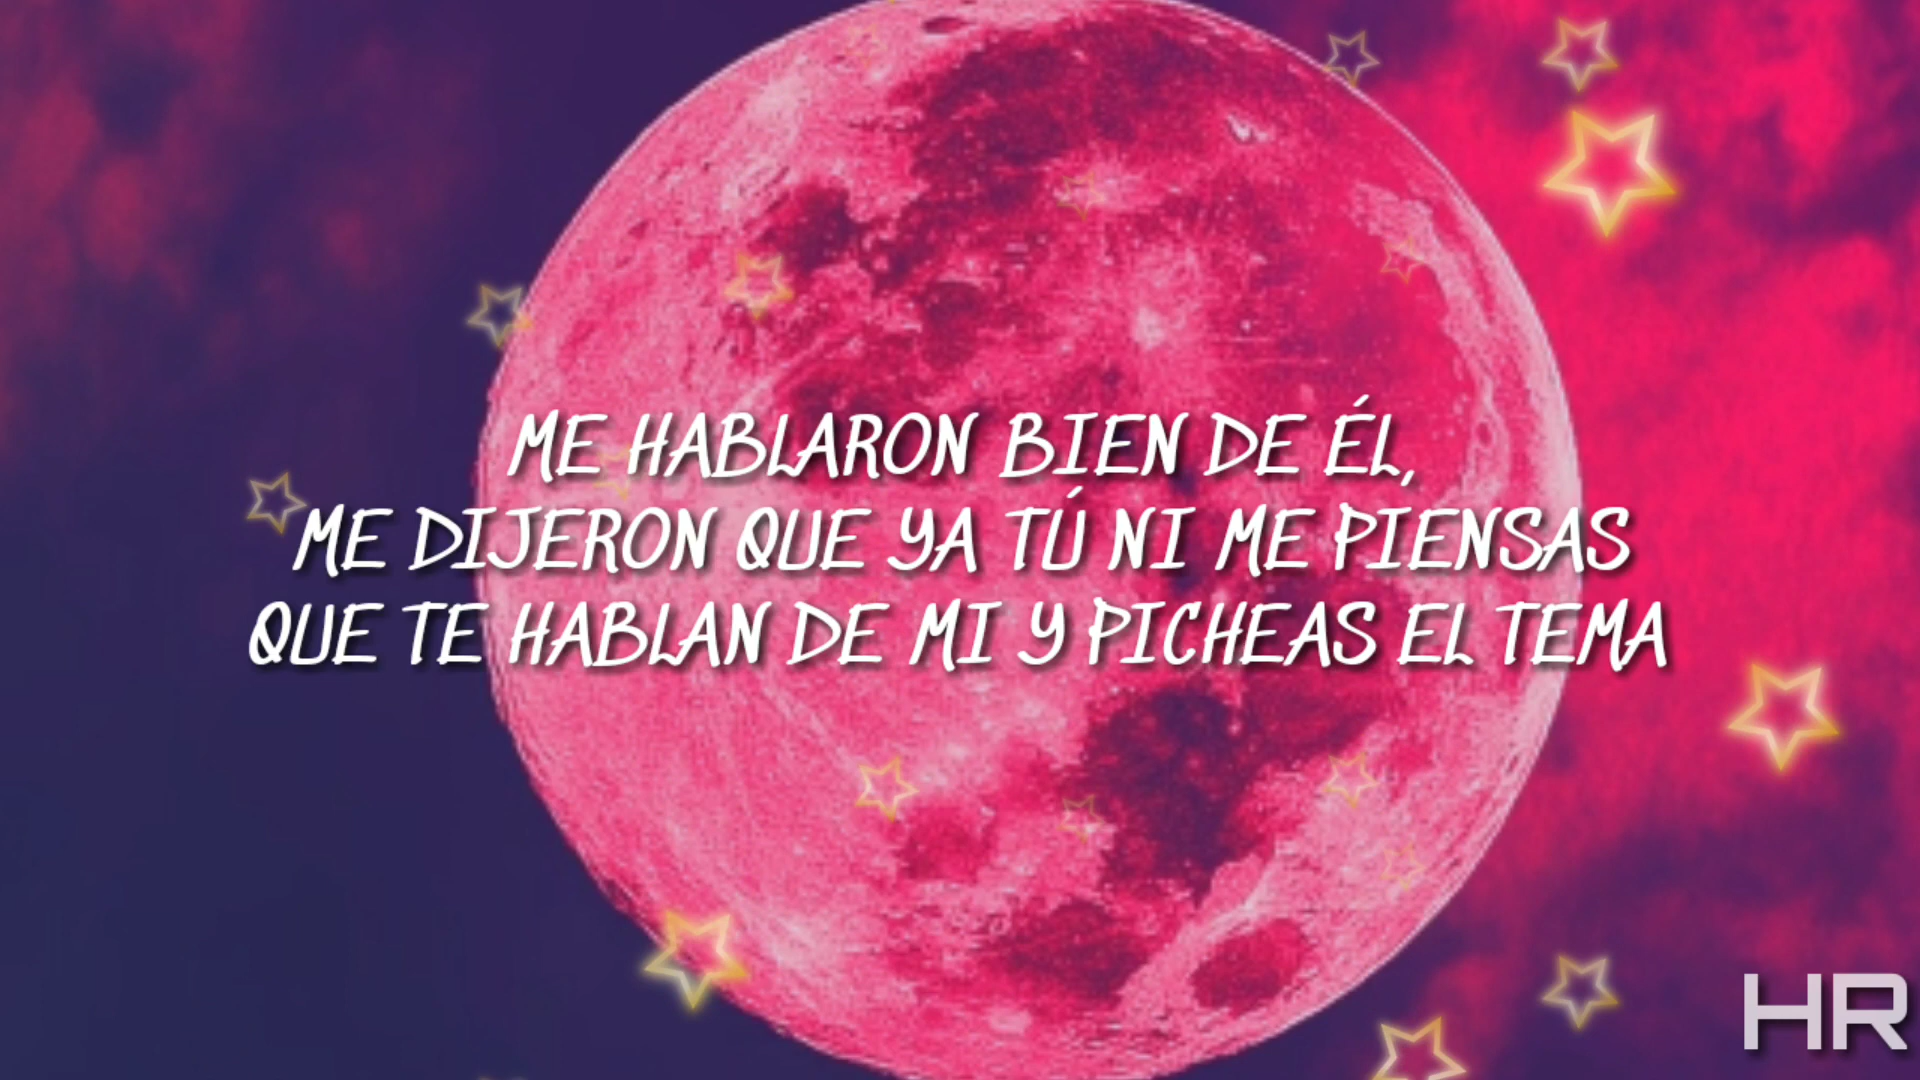 ME HABLARON BIEN DE ÉL,
ME DIJERON QUE YA TÚ NI ME PIENSAS
QUE TE HABLAN DE MI Y PICHEAS EL TEMA
HR